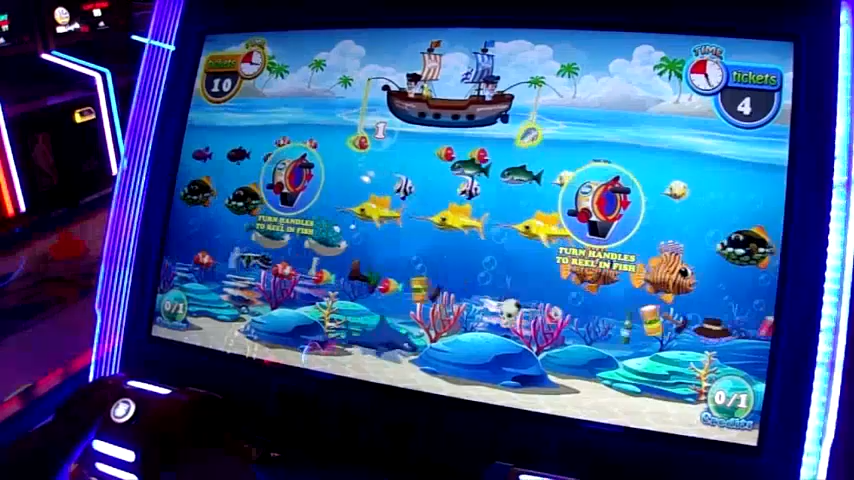 tickets
10
TIME
tickets
4
1
TURN HANDLES
TO REEL IN FISH
TURN HANDLES
TO REEL IN FISH
0/1
0/1
Credits